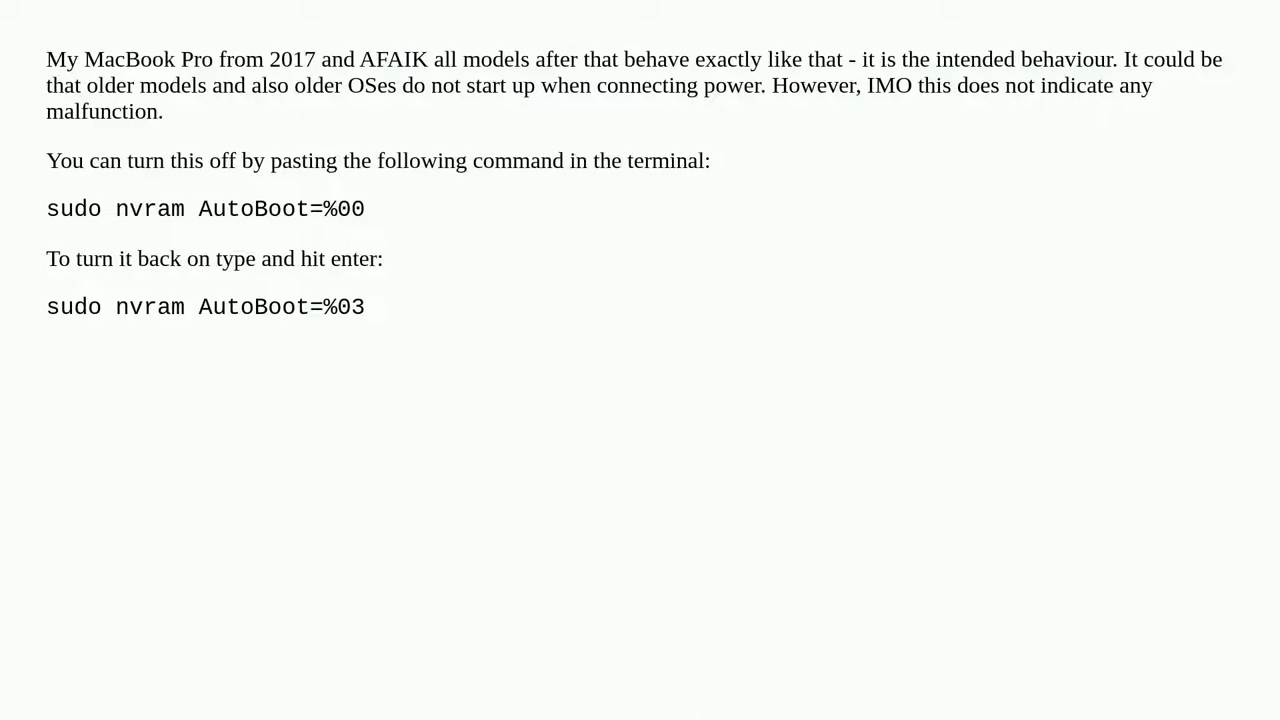 My MacBook Pro from 2017 and AFAIK all models after that behave exactly like that - it is the intended behaviour. It could be
that older models and also older OSes do not start up when connecting power. However, IMO this does not indicate any
malfunction.
You can turn this off by pasting the following command in the terminal:
sudo nvram AutoBoot=%00
To turn it back on type and hit enter:
sudo nvram AutoBoot=%03